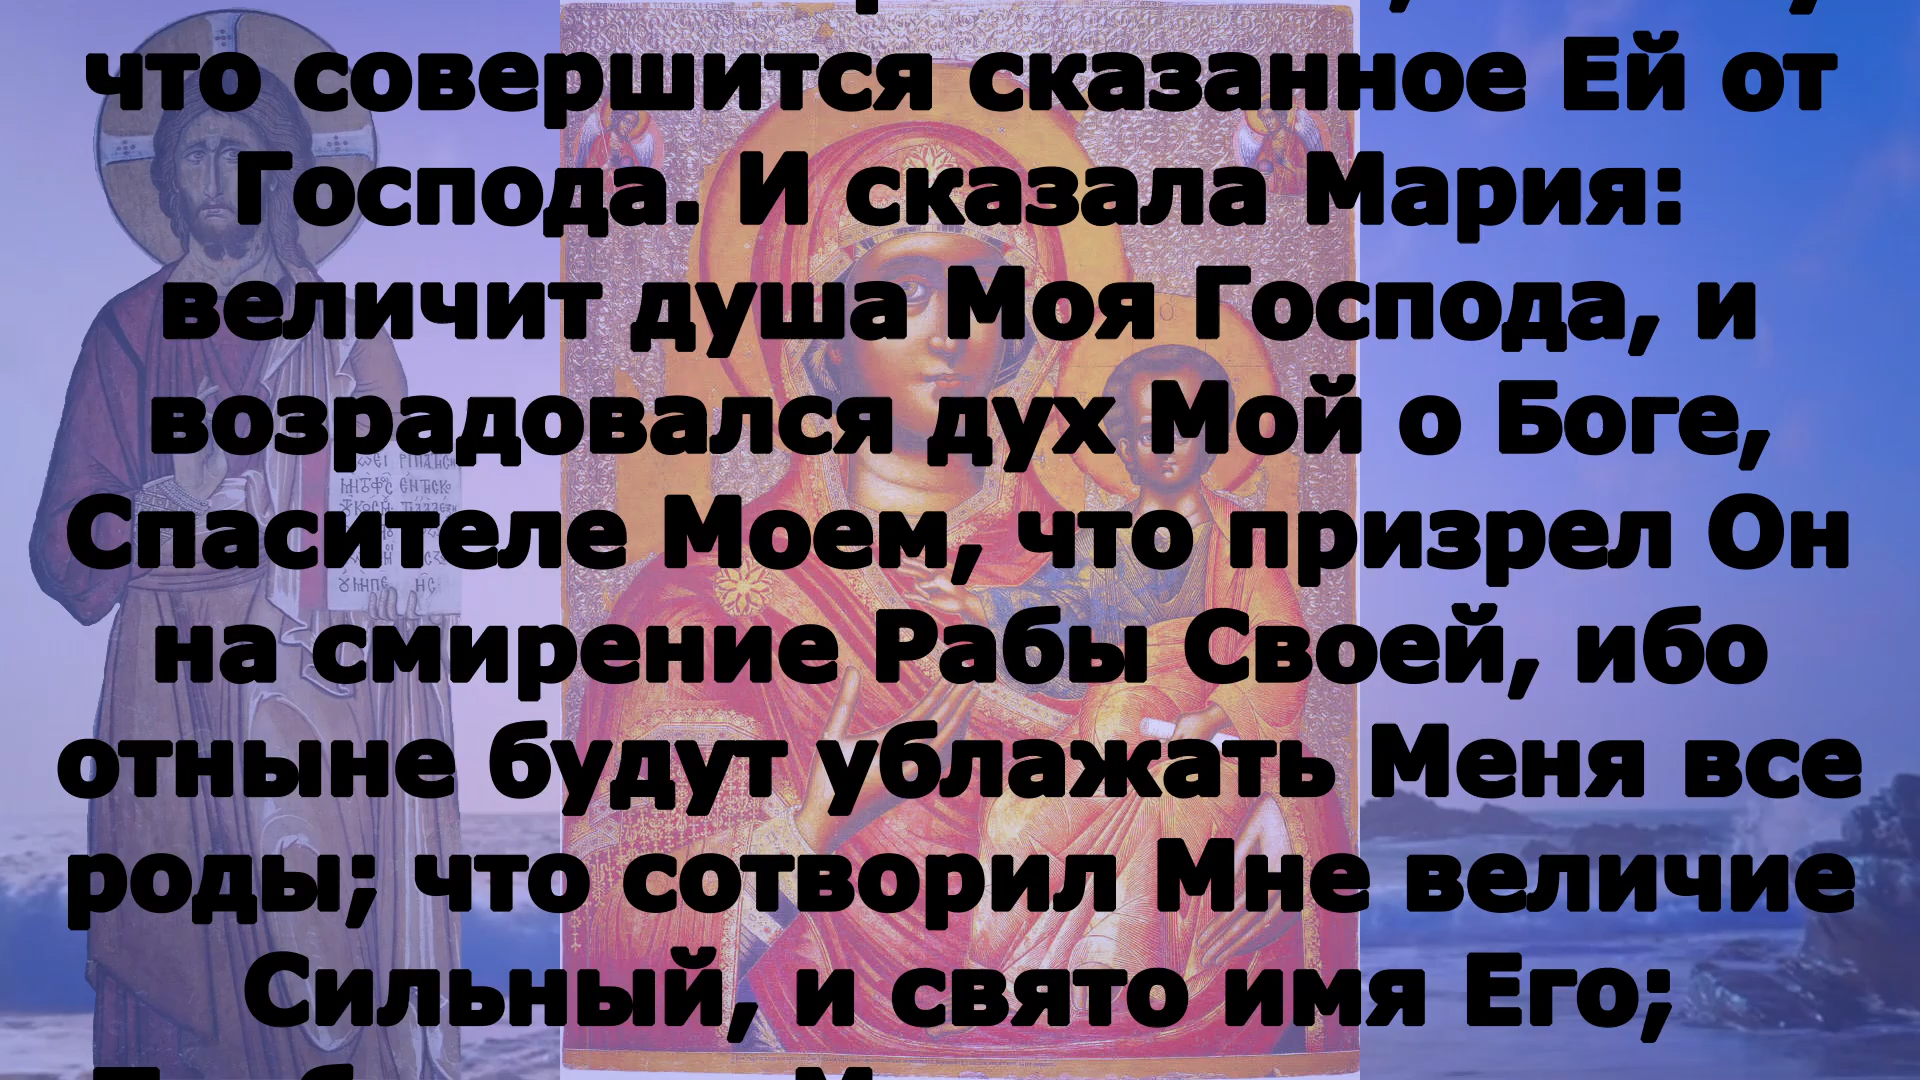 что совершится сказанное Ей от
Господа. И сказала Мария:
величит душа Моя Господа, и
возрадовался дух Мой о Боге,
Спасителе Моем, что призрел Он
на смирение Рабы Своей, ибо
отныне будут ублажать Меня все
роды; что сотворил Мне величие
Сильный, и свято имя Его;